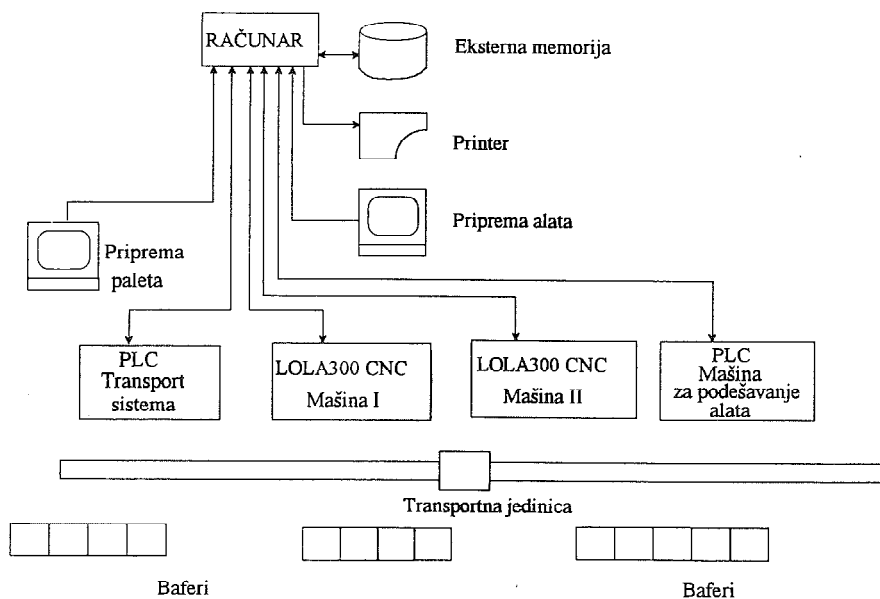 RAČUNAR
Eksterna memorija
Printer
Priprema alata
Priprema
paleta
PLC
Transport
sistema
LOLA300 CNC
Mašina I
LOLA300 CNC
Mašina II
PLC
Mašina
za podešavanje
alata
Transportna jedinica
Baferi
Baferi